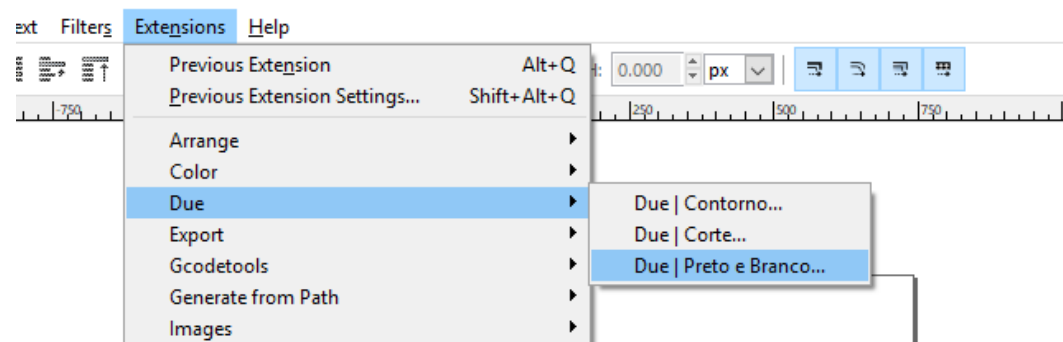 ext Filters Extensions Help
Previous Extension Alt+Q
H: 0.000 px
Previous Extension Settings... Shift+Alt+Q
-750 250 500 750
Arrange
Color
Due
Due | Contorno...
Export
Due | Corte...
Gcodetools
Due | Preto e Branco...
Generate from Path
Images